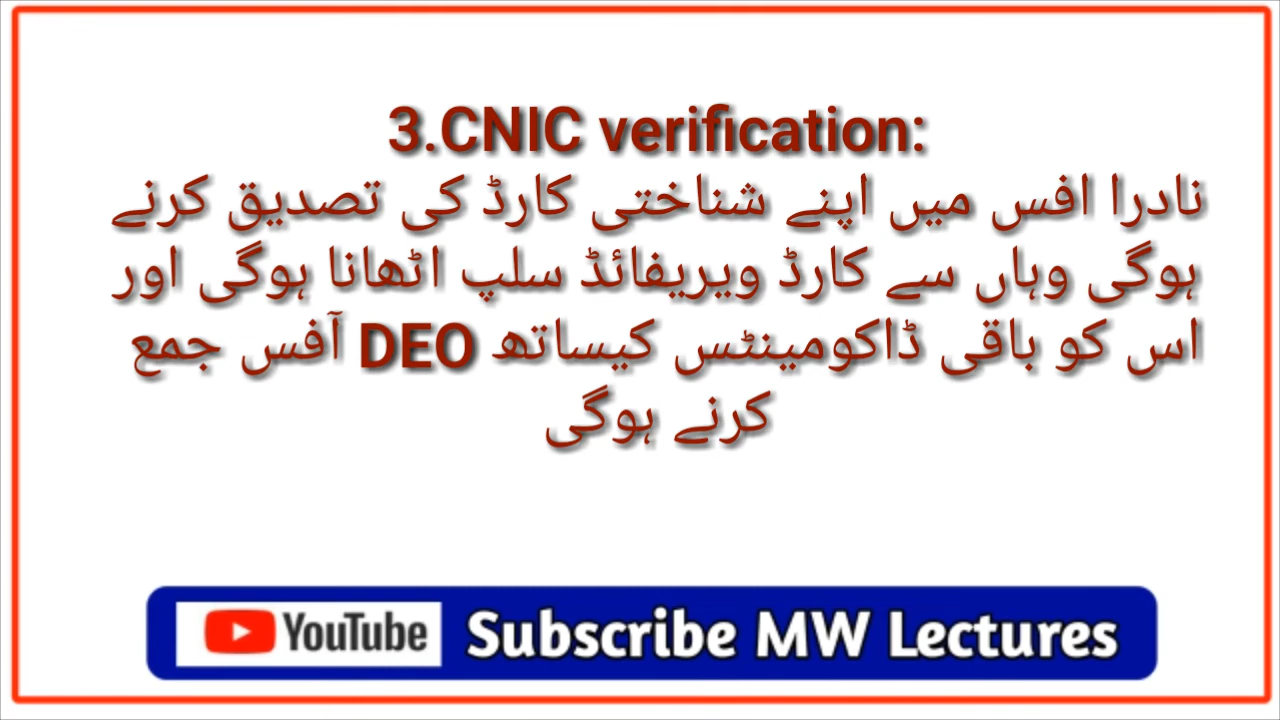 3.CNIC verification:
نادرا افس میں اپنے شناختی کارڈ کی تصدیق کرنے
ہوگی وہاں سے کارڈ ویریفائڈ سلپ اٹھانا ہوگی اور
اس کو باقی ڈاکومینٹس کیساتھ DEO آفس جمع
کرنے ہوگی
YouTube Subscribe MW Lectures